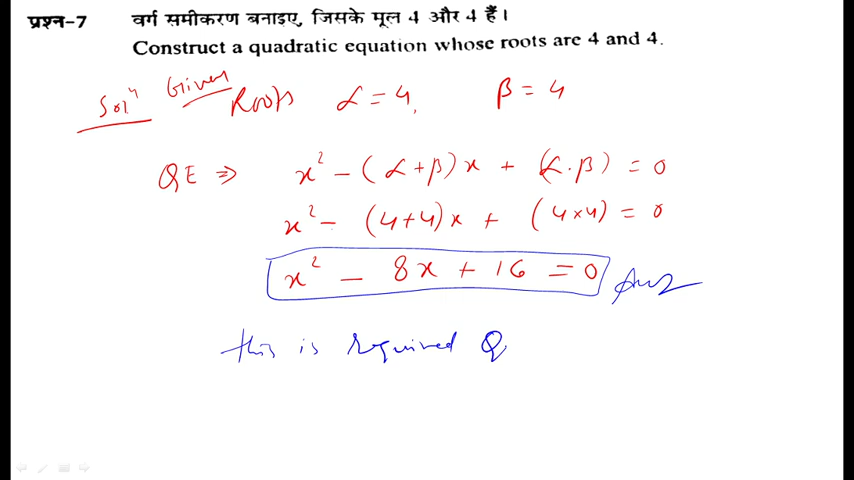 प्रश्न-7 वर्ग समीकरण बनाइए, जिसके मूल 4 और 4 हैं।
Construct a quadratic equation whose roots are 4 and 4.
Solⁿ Given Roots α = 4, β = 4
QE ⇒ x² - (α + β)x + (α · β) = 0
x² - (4+4)x + (4×4) = 0
x² - 8x + 16 = 0 Ans
this is required Q